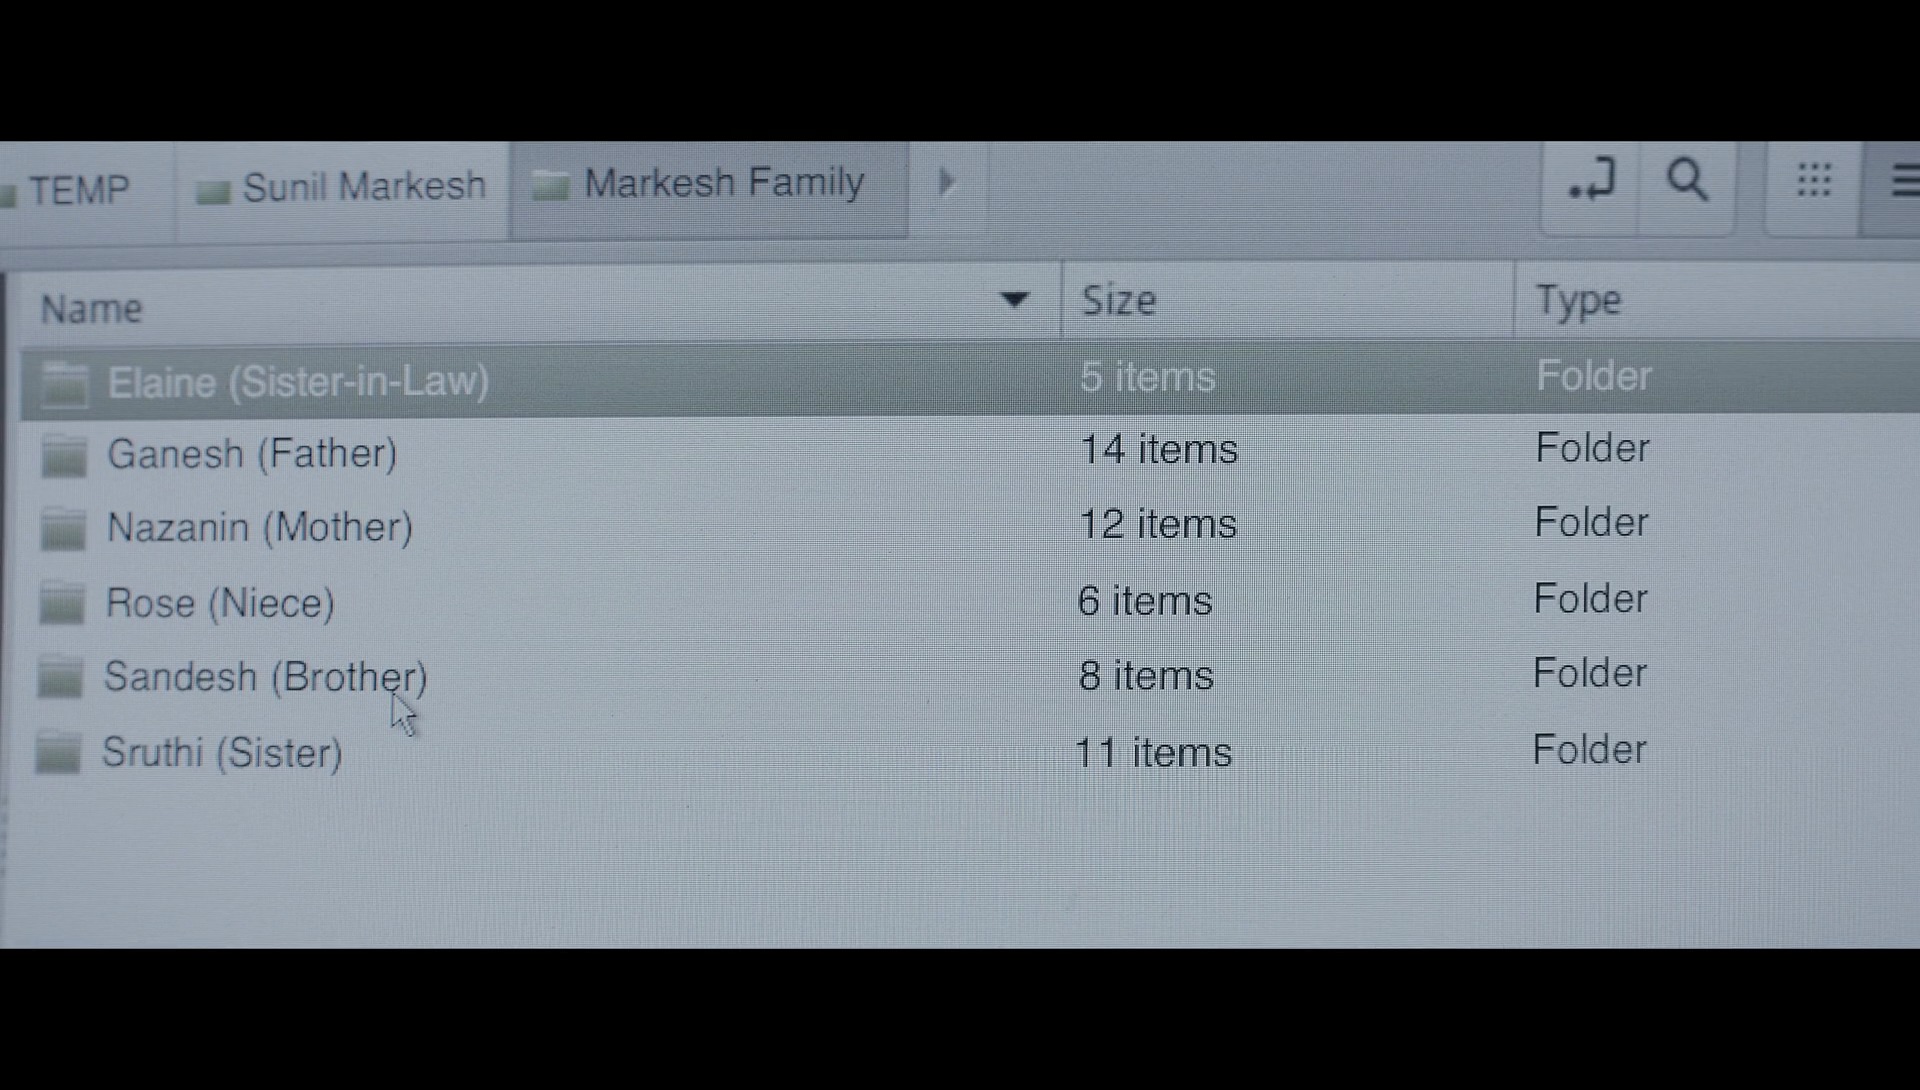 TEMP Sunil Markesh Markesh Family
Name Size Type
Elaine (Sister-in-Law) 5 items Folder
Ganesh (Father) 14 items Folder
Nazanin (Mother) 12 items Folder
Rose (Niece) 6 items Folder
Sandesh (Brother) 8 items Folder
Sruthi (Sister) 11 items Folder